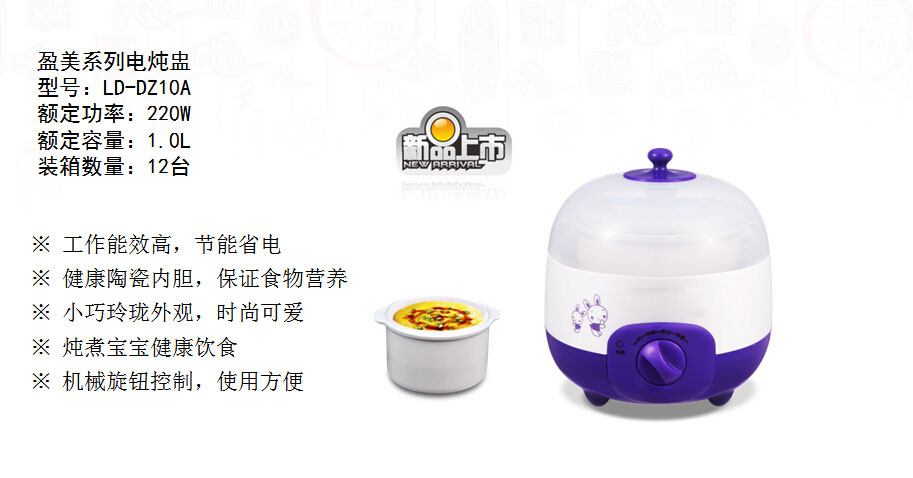 盈美系列电炖盅
型号：LD-DZ10A
额定功率：220W
额定容量：1.0L
装箱数量：12台
新品上市
NEW ARRIVAL
※ 工作能效高，节能省电
※ 健康陶瓷内胆，保证食物营养
※ 小巧玲珑外观，时尚可爱
※ 炖煮宝宝健康饮食
※ 机械旋钮控制，使用方便